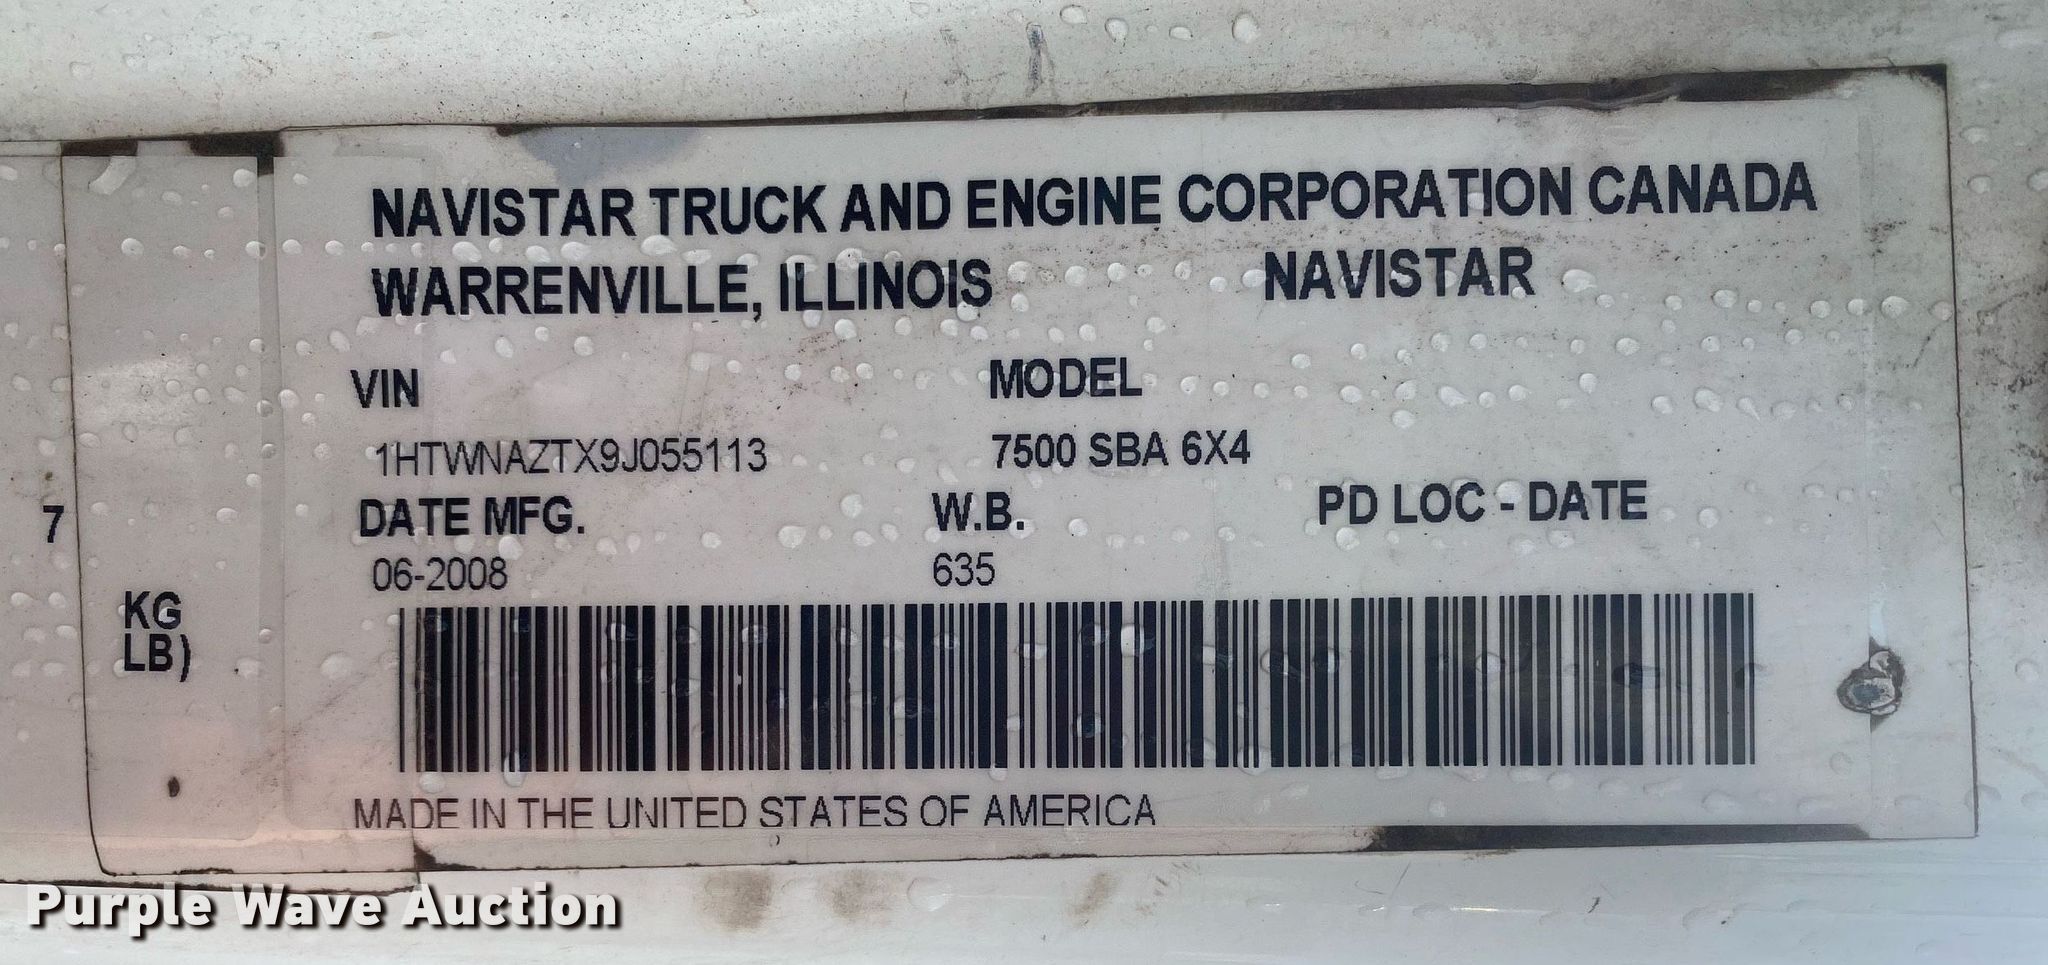 NAVISTAR TRUCK AND ENGINE CORPORATION CANADA
WARRENVILLE, ILLINOIS NAVISTAR
VIN MODEL
1HTWNAZTX9J055113 7500 SBA 6X4
DATE MFG. W.B. PD LOC - DATE
06-2008 635
7
KG
LB)
MADE IN THE UNITED STATES OF AMERICA
Purple Wave Auction